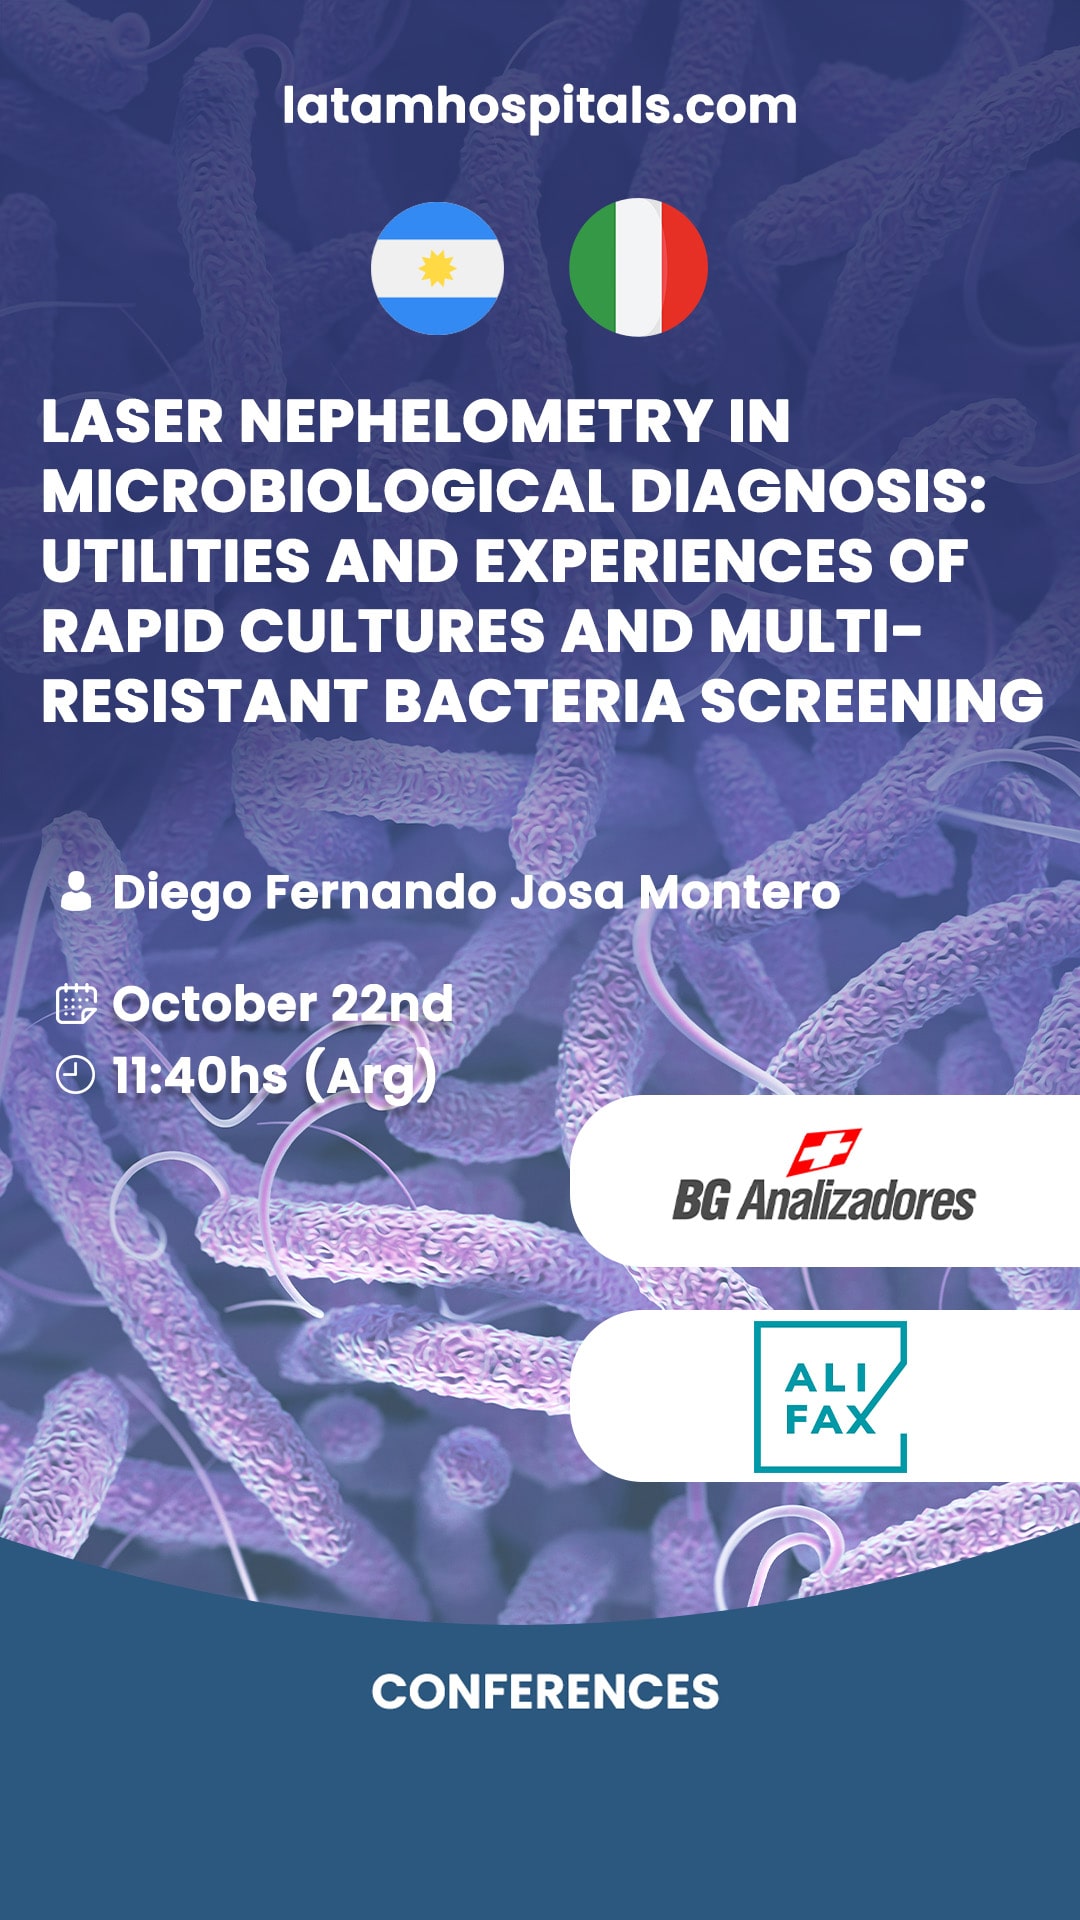 latamhospitals.com
LASER NEPHELOMETRY IN
MICROBIOLOGICAL DIAGNOSIS:
UTILITIES AND EXPERIENCES OF
RAPID CULTURES AND MULTI-
RESISTANT BACTERIA SCREENING
Diego Fernando Josa Montero
October 22nd
11:40hs (Arg)
BG Analizadores
ALI
FAX
CONFERENCES